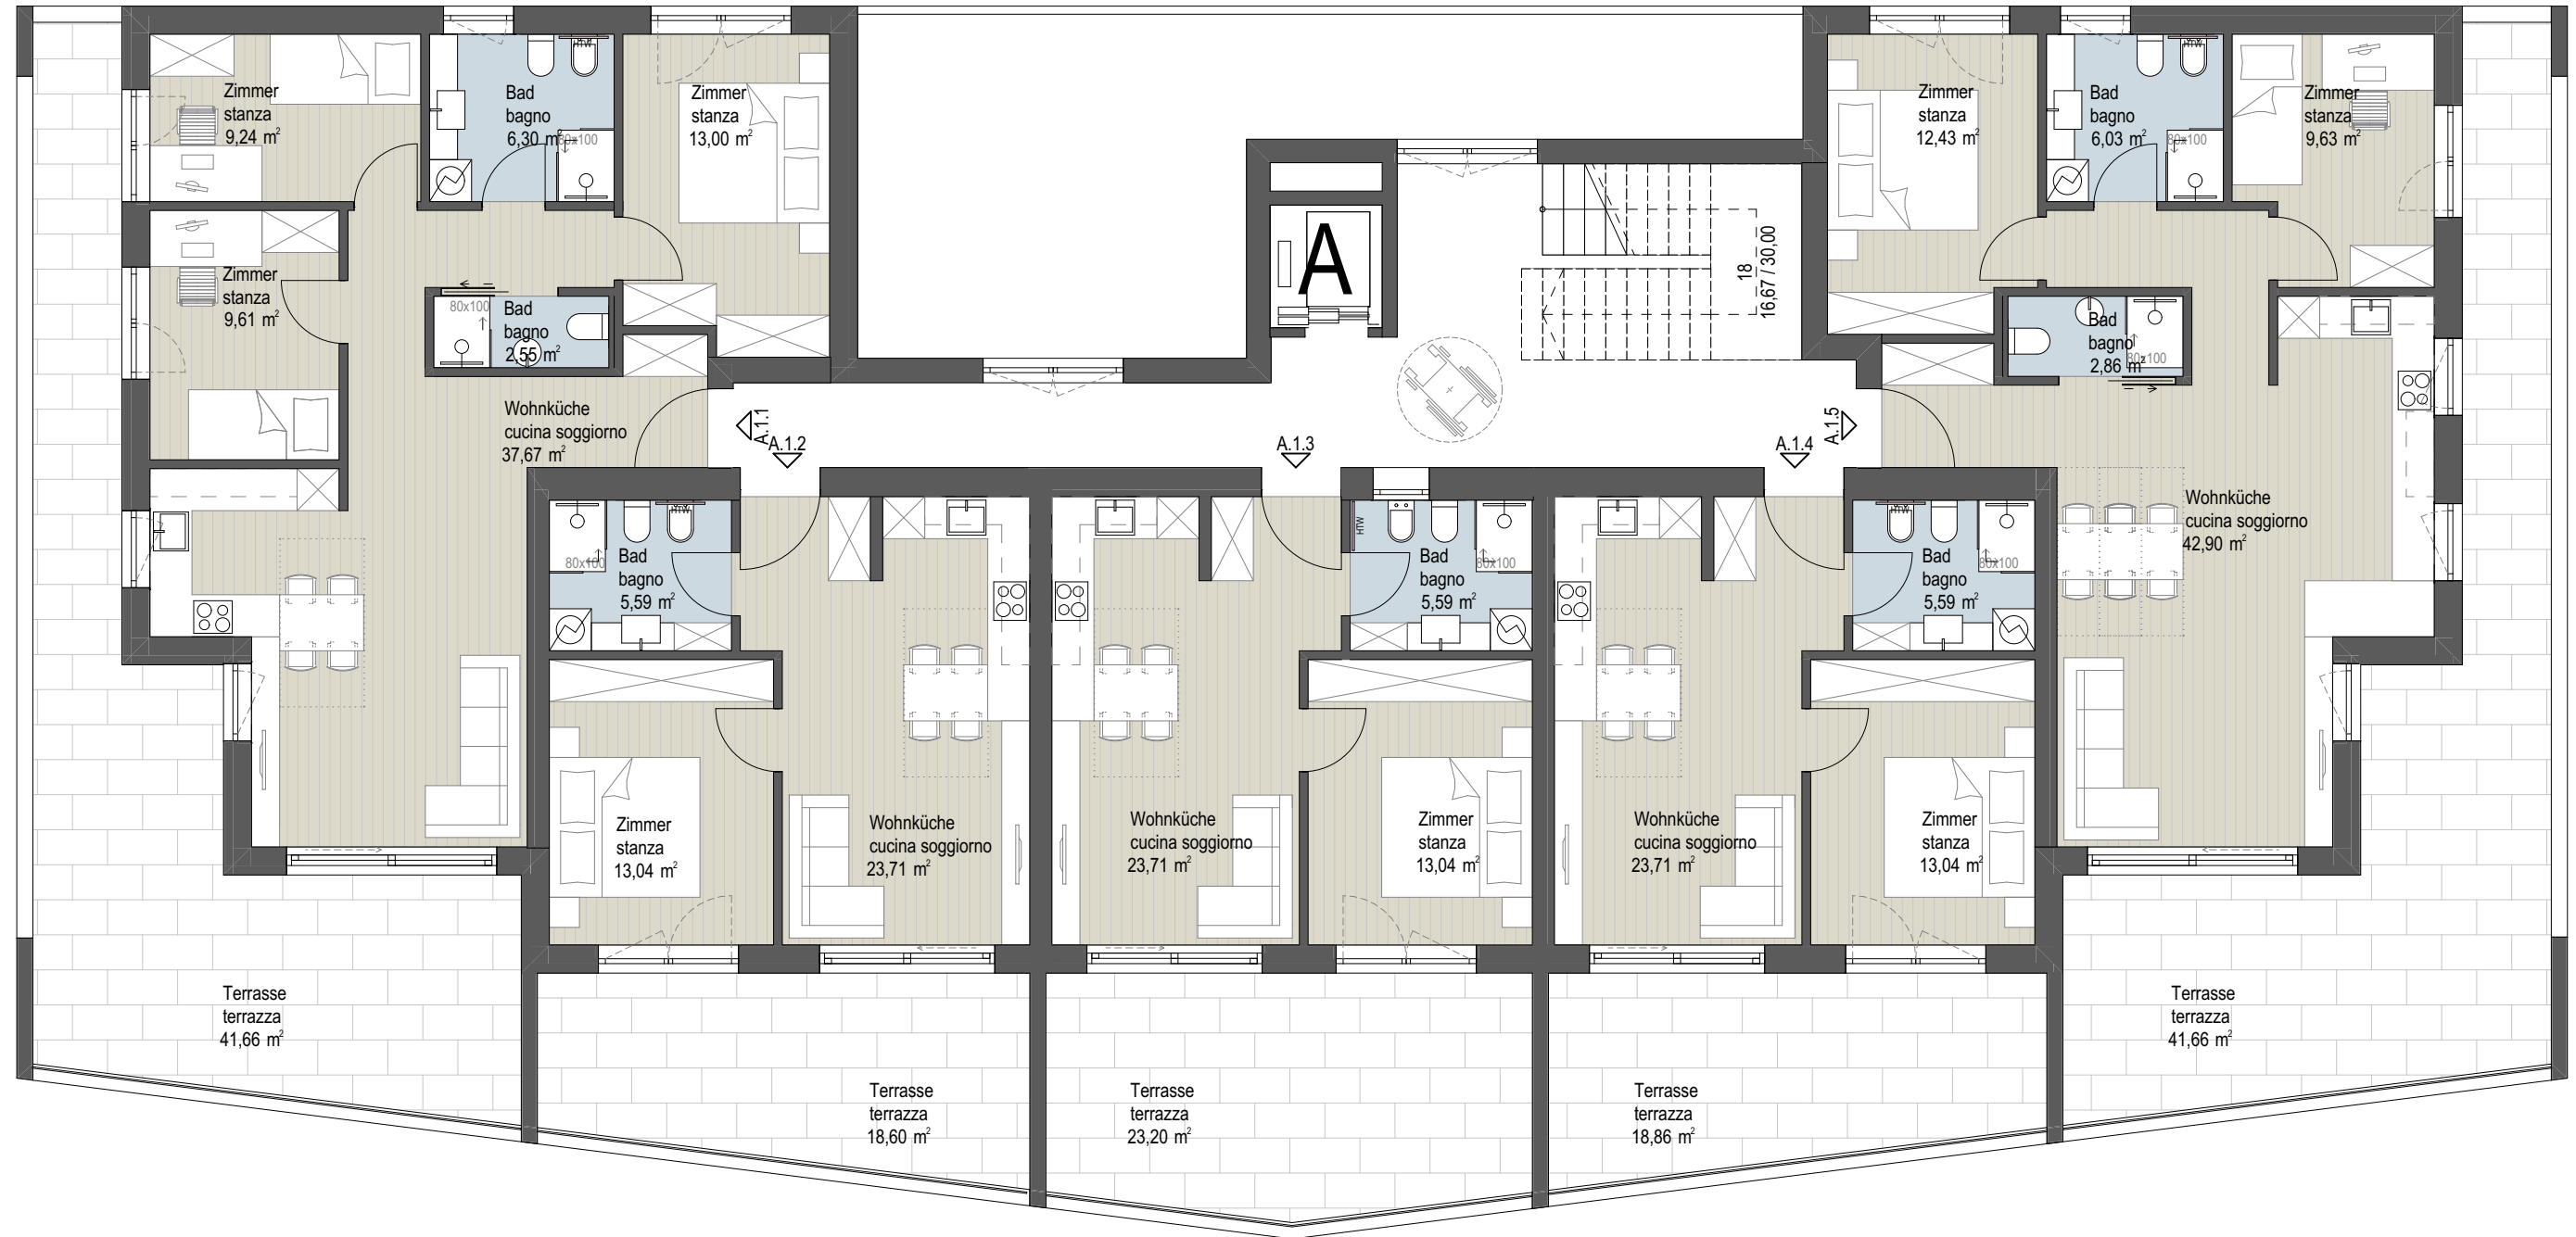 Zimmer
stanza
9,24 m²
Bad
bagno
6,30 m²
80x100
HTW
Zimmer
stanza
13,00 m²
Zimmer
stanza
12,43 m²
Bad
bagno
6,03 m²
80x100
HTW
Zimmer
stanza
9,63 m²
Zimmer
stanza
9,61 m²
80x100
Bad
bagno
2,55 m²
A
18
16,67 / 30,00
Bad
bagno
2,86 m²
80x100
Wohnküche
cucina soggiorno
37,67 m²
A.1.1
A.1.2
A.1.3
A.1.4
A.1.5
Wohnküche
cucina soggiorno
42,90 m²
HTW
80x100
Bad
bagno
5,59 m²
HTW
Bad
bagno
5,59 m²
80x100
HTW
Bad
bagno
5,59 m²
80x100
Zimmer
stanza
13,04 m²
Wohnküche
cucina soggiorno
23,71 m²
Wohnküche
cucina soggiorno
23,71 m²
Zimmer
stanza
13,04 m²
Wohnküche
cucina soggiorno
23,71 m²
Zimmer
stanza
13,04 m²
Terrasse
terrazza
41,66 m²
Terrasse
terrazza
18,60 m²
Terrasse
terrazza
23,20 m²
Terrasse
terrazza
18,86 m²
Terrasse
terrazza
41,66 m²